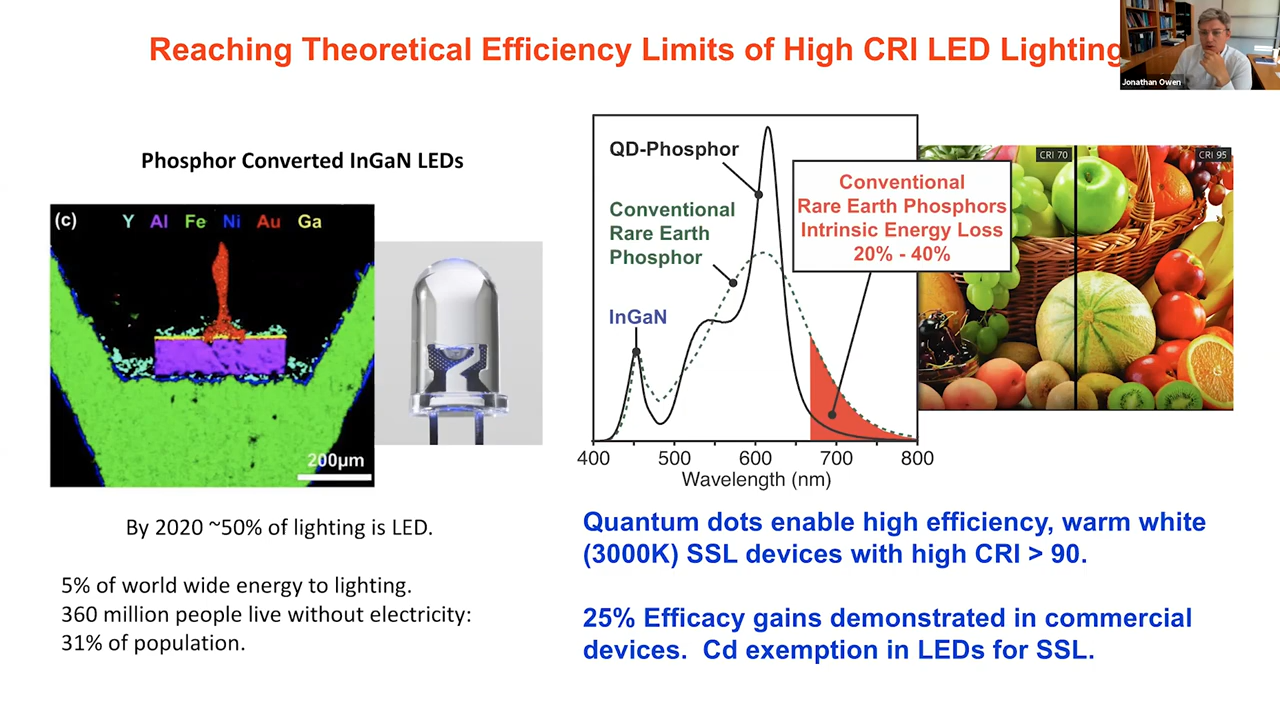 Reaching Theoretical Efficiency Limits of High CRI LED Lighting
Jonathan Owen
Phosphor Converted InGaN LEDs
(c) Y Al Fe Ni Au Ga
200µm
QD-Phosphor
Conventional
Rare Earth
Phosphor
InGaN
Conventional
Rare Earth Phosphors
Intrinsic Energy Loss
20% - 40%
CRI 70
CRI 95
400 500 600 700 800
Wavelength (nm)
By 2020 ~50% of lighting is LED.
5% of world wide energy to lighting.
360 million people live without electricity:
31% of population.
Quantum dots enable high efficiency, warm white
(3000K) SSL devices with high CRI > 90.
25% Efficacy gains demonstrated in commercial
devices.  Cd exemption in LEDs for SSL.